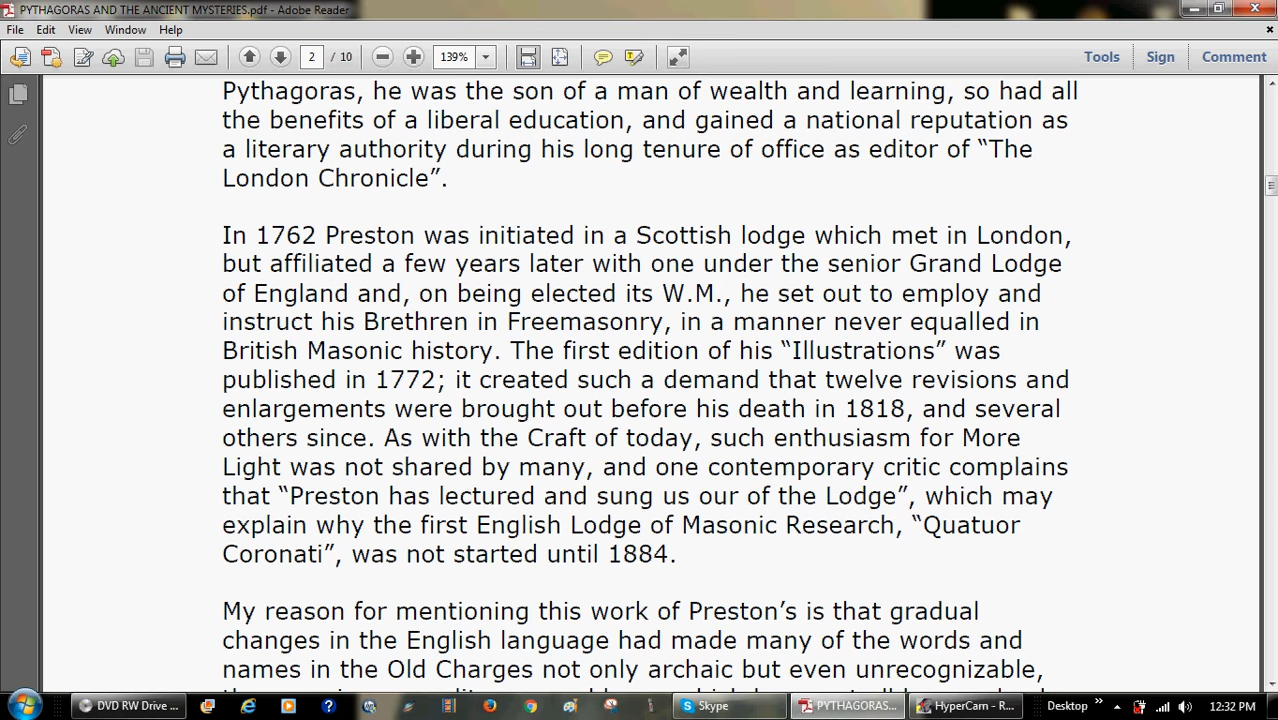 PYTHAGORAS AND THE ANCIENT MYSTERIES.pdf - Adobe Reader
File Edit View Window Help
2 / 10 139% Tools Sign Comment
Pythagoras, he was the son of a man of wealth and learning, so had all
the benefits of a liberal education, and gained a national reputation as
a literary authority during his long tenure of office as editor of “The
London Chronicle”.
In 1762 Preston was initiated in a Scottish lodge which met in London,
but affiliated a few years later with one under the senior Grand Lodge
of England and, on being elected its W.M., he set out to employ and
instruct his Brethren in Freemasonry, in a manner never equalled in
British Masonic history. The first edition of his “Illustrations” was
published in 1772; it created such a demand that twelve revisions and
enlargements were brought out before his death in 1818, and several
others since. As with the Craft of today, such enthusiasm for More
Light was not shared by many, and one contemporary critic complains
that “Preston has lectured and sung us our of the Lodge”, which may
explain why the first English Lodge of Masonic Research, “Quatuor
Coronati”, was not started until 1884.
My reason for mentioning this work of Preston’s is that gradual
changes in the English language had made many of the words and
names in the Old Charges not only archaic but even unrecognizable,
DVD RW Drive ... Skype PYTHAGORAS... HyperCam - R... Desktop » 12:32 PM